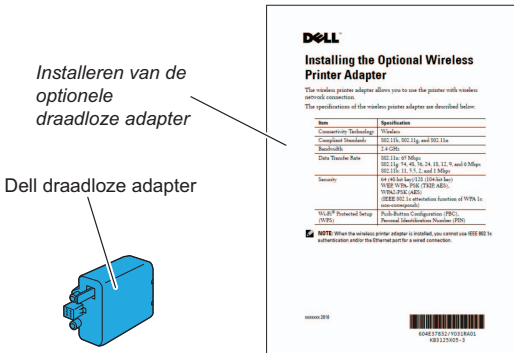 Installeren van de
optionele
draadloze adapter
Dell draadloze adapter
DELL
Installing the Optional Wireless
Printer Adapter
The wireless printer adapter allows you to use the printer with wireless
network connection.
The specifications of the wireless printer adapter are described below:
Item Specification
Connectivity Technology Wireless
Compliant Standards 802.11b, 802.11g, and 802.11n
Bandwidth 2.4 GHz
Data Transfer Rate 802.11n: 65 Mbps
802.11g: 54, 48, 36, 24, 18, 12, 9, and 6 Mbps
802.11b: 11, 5.5, 2, and 1 Mbps
Security 64 (40-bit key)/128 (104-bit key)
WEP, WPA- PSK (TKIP, AES),
WPA2-PSK (AES)
(IEEE 802.1x attestation function of WPA 1x
non-corresponds)
Wi-Fi® Protected Setup Push-Button Configuration (PBC),
(WPS) Personal Identification Number (PIN)
NOTE: When the wireless printer adapter is installed, you cannot use IEEE 802.1x
authentication and/or the Ethernet port for a wired connection.
xxxxxxx 2010
604E37832/Y031RA01
KB3125X05-3